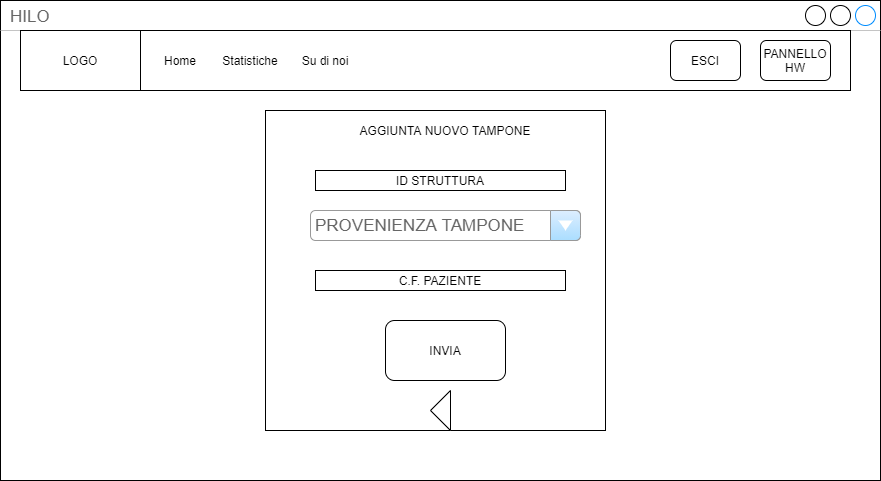 HILO
LOGO
Home
Statistiche
Su di noi
ESCI
PANNELLO
HW
AGGIUNTA NUOVO TAMPONE
ID STRUTTURA
PROVENIENZA TAMPONE
C.F. PAZIENTE
INVIA